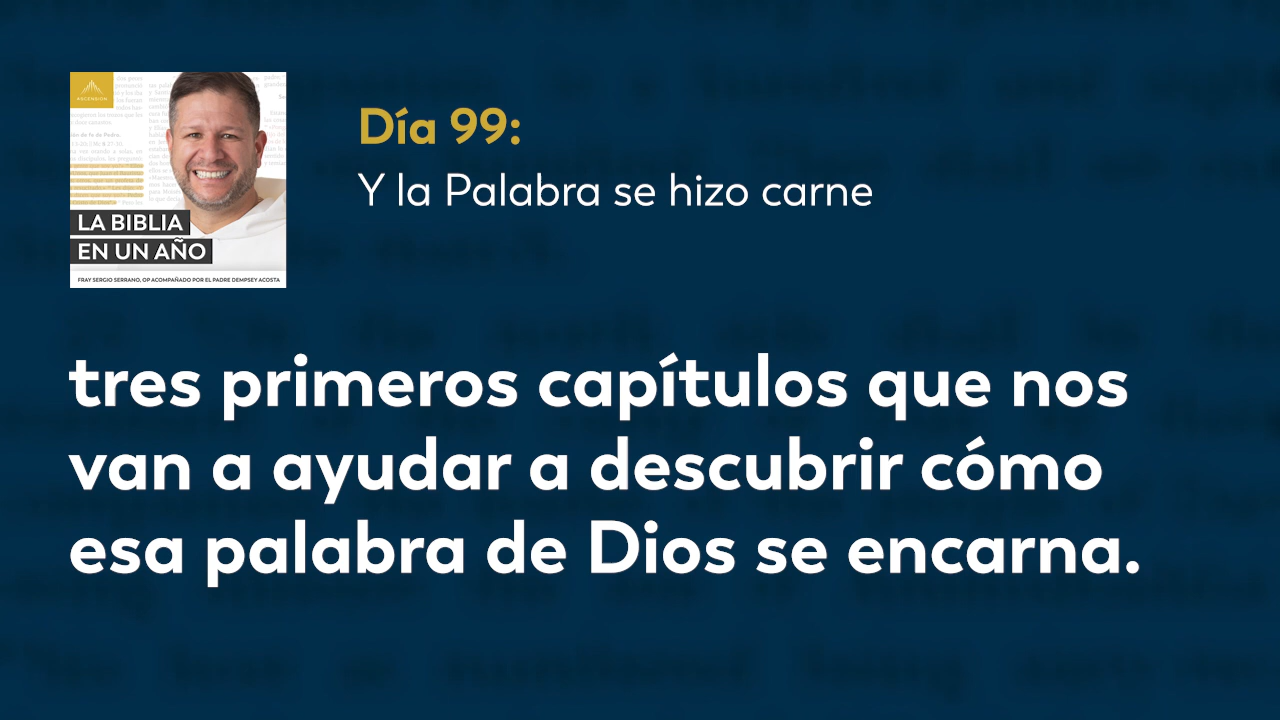 ASCENSION
LA BIBLIA
EN UN AÑO
FRAY SERGIO SERRANO, OP ACOMPAÑADO POR EL PADRE DEMPSEY ACOSTA
Día 99:
Y la Palabra se hizo carne
tres primeros capítulos que nos
van a ayudar a descubrir cómo
esa palabra de Dios se encarna.